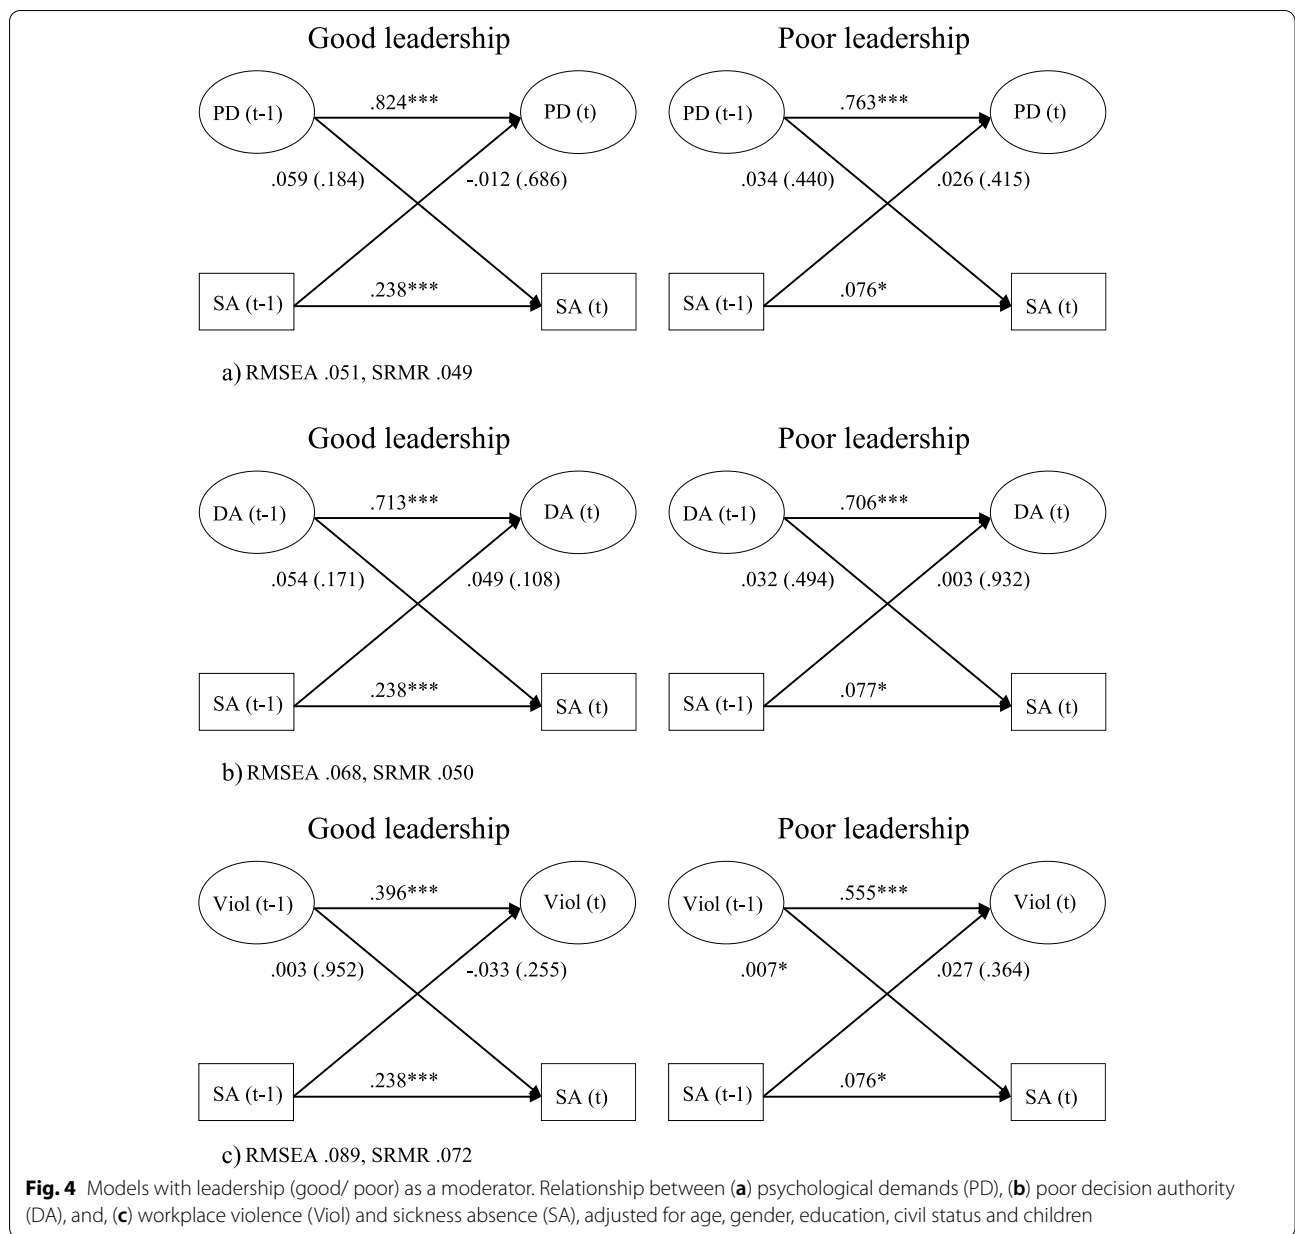 Good leadership
Poor leadership
PD (t-1)
.824***
PD (t)
PD (t-1)
.763***
PD (t)
.059 (.184)
-.012 (.686)
.034 (.440)
.026 (.415)
SA (t-1)
.238***
SA (t)
SA (t-1)
.076*
SA (t)
a) RMSEA .051, SRMR .049
Good leadership
Poor leadership
DA (t-1)
.713***
DA (t)
DA (t-1)
.706***
DA (t)
.054 (.171)
.049 (.108)
.032 (.494)
.003 (.932)
SA (t-1)
.238***
SA (t)
SA (t-1)
.077*
SA (t)
b) RMSEA .068, SRMR .050
Good leadership
Poor leadership
Viol (t-1)
.396***
Viol (t)
Viol (t-1)
.555***
Viol (t)
.003 (.952)
-.033 (.255)
.007*
.027 (.364)
SA (t-1)
.238***
SA (t)
SA (t-1)
.076*
SA (t)
c) RMSEA .089, SRMR .072
Fig. 4 Models with leadership (good/ poor) as a moderator. Relationship between (a) psychological demands (PD), (b) poor decision authority
(DA), and, (c) workplace violence (Viol) and sickness absence (SA), adjusted for age, gender, education, civil status and children